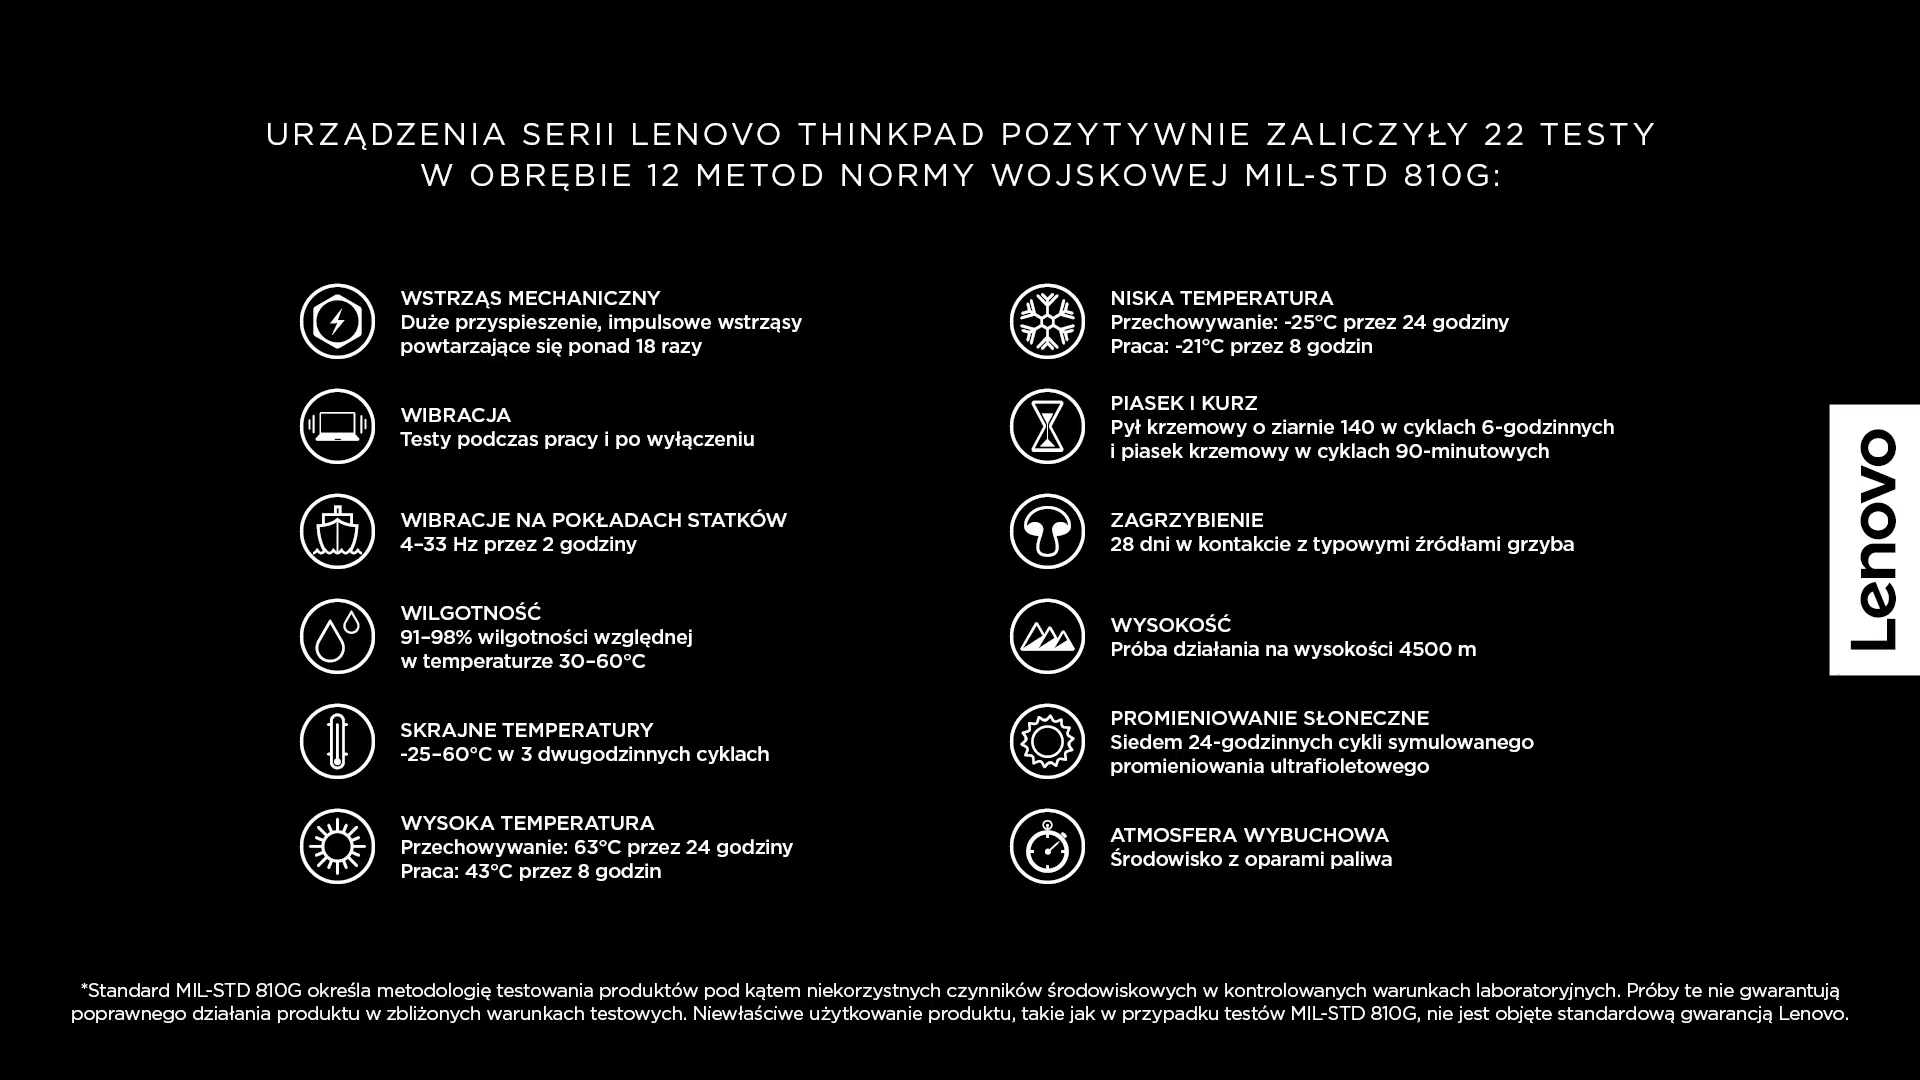 URZĄDZENIA SERII LENOVO THINKPAD POZYTYWNIE ZALICZYŁY 22 TESTY
W OBRĘBIE 12 METOD NORMY WOJSKOWEJ MIL-STD 810G:
WSTRZĄS MECHANICZNY
Duże przyspieszenie, impulsowe wstrząsy
powtarzające się ponad 18 razy
WIBRACJA
Testy podczas pracy i po wyłączeniu
WIBRACJE NA POKŁADACH STATKÓW
4–33 Hz przez 2 godziny
WILGOTNOŚĆ
91–98% wilgotności względnej
w temperaturze 30–60°C
SKRAJNE TEMPERATURY
-25–60°C w 3 dwugodzinnych cyklach
WYSOKA TEMPERATURA
Przechowywanie: 63°C przez 24 godziny
Praca: 43°C przez 8 godzin
NISKA TEMPERATURA
Przechowywanie: -25°C przez 24 godziny
Praca: -21°C przez 8 godzin
PIASEK I KURZ
Pył krzemowy o ziarnie 140 w cyklach 6-godzinnych
i piasek krzemowy w cyklach 90-minutowych
ZAGRZYBIENIE
28 dni w kontakcie z typowymi źródłami grzyba
WYSOKOŚĆ
Próba działania na wysokości 4500 m
PROMIENIOWANIE SŁONECZNE
Siedem 24-godzinnych cykli symulowanego
promieniowania ultrafioletowego
ATMOSFERA WYBUCHOWA
Środowisko z oparami paliwa
Lenovo
*Standard MIL-STD 810G określa metodologię testowania produktów pod kątem niekorzystnych czynników środowiskowych w kontrolowanych warunkach laboratoryjnych. Próby te nie gwarantują
poprawnego działania produktu w zbliżonych warunkach testowych. Niewłaściwe użytkowanie produktu, takie jak w przypadku testów MIL-STD 810G, nie jest objęte standardową gwarancją Lenovo.